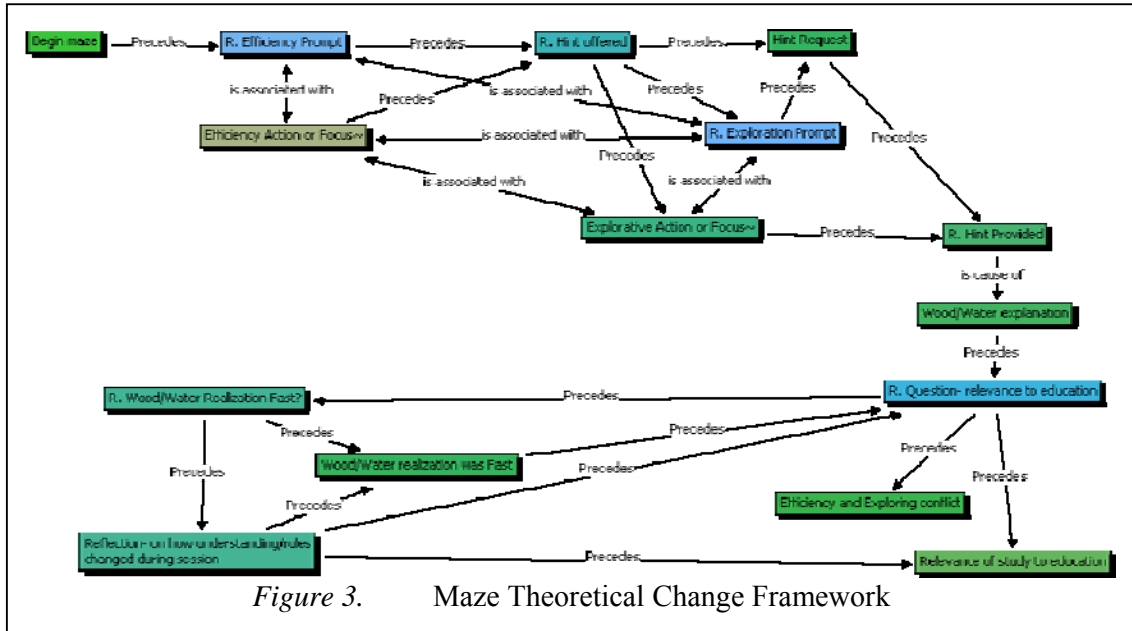 Begin maze
Precedes
R. Efficiency Prompt
Precedes
R. Hint offered
Precedes
Hint Request
is associated with
Precedes
is associated with
Precedes
Precedes
Efficiency Action or Focus~
is associated with
R. Exploration Prompt
Precedes
Precedes
is associated with
is associated with
Explorative Action or Focus~
Precedes
R. Hint Provided
is cause of
Wood/Water explanation
Precedes
R. Wood/Water Realization Fast?
Precedes
R. Question- relevance to education
Precedes
Precedes
Precedes
Wood/Water realization was Fast
Precedes
Precedes
Precedes
Precedes
Efficiency and Exploring conflict
Reflection- on how understanding/rules
changed during session
Precedes
Relevance of study to education
Figure 3. Maze Theoretical Change Framework